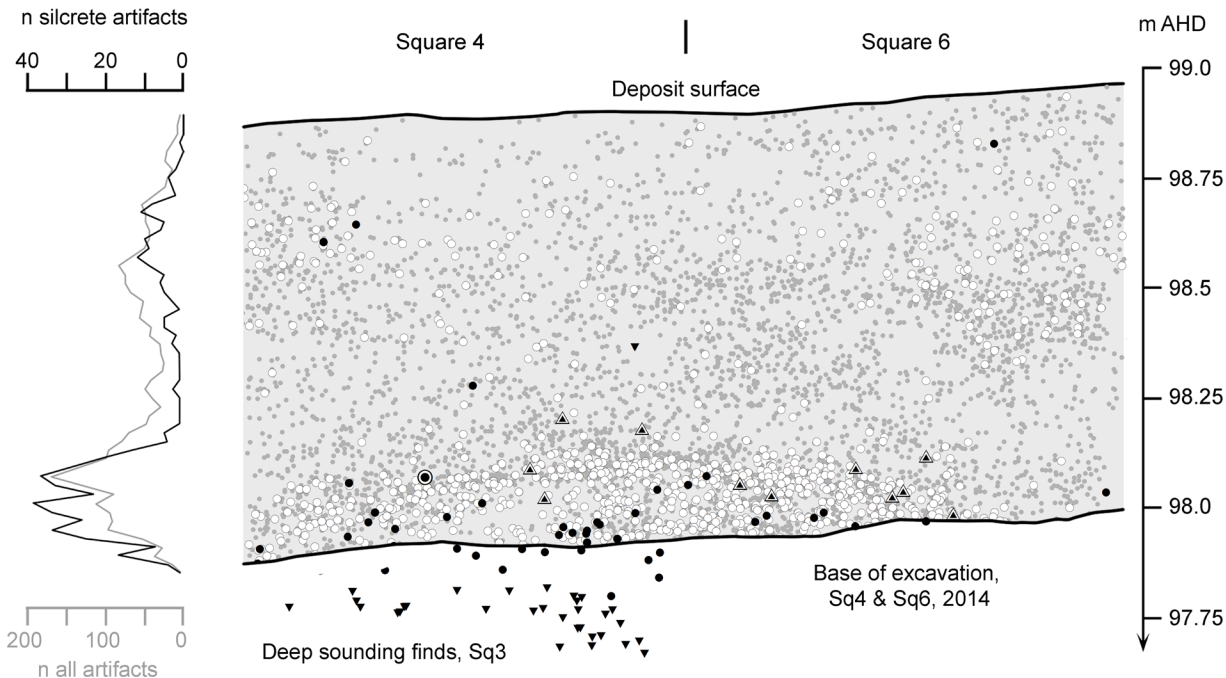 n silcrete artifacts
40 20 0
Square 4
Square 6
m AHD
Deposit surface
99.0
98.75
98.5
98.25
98.0
97.75
Base of excavation,
Sq4 & Sq6, 2014
Deep sounding finds, Sq3
200 100 0
n all artifacts